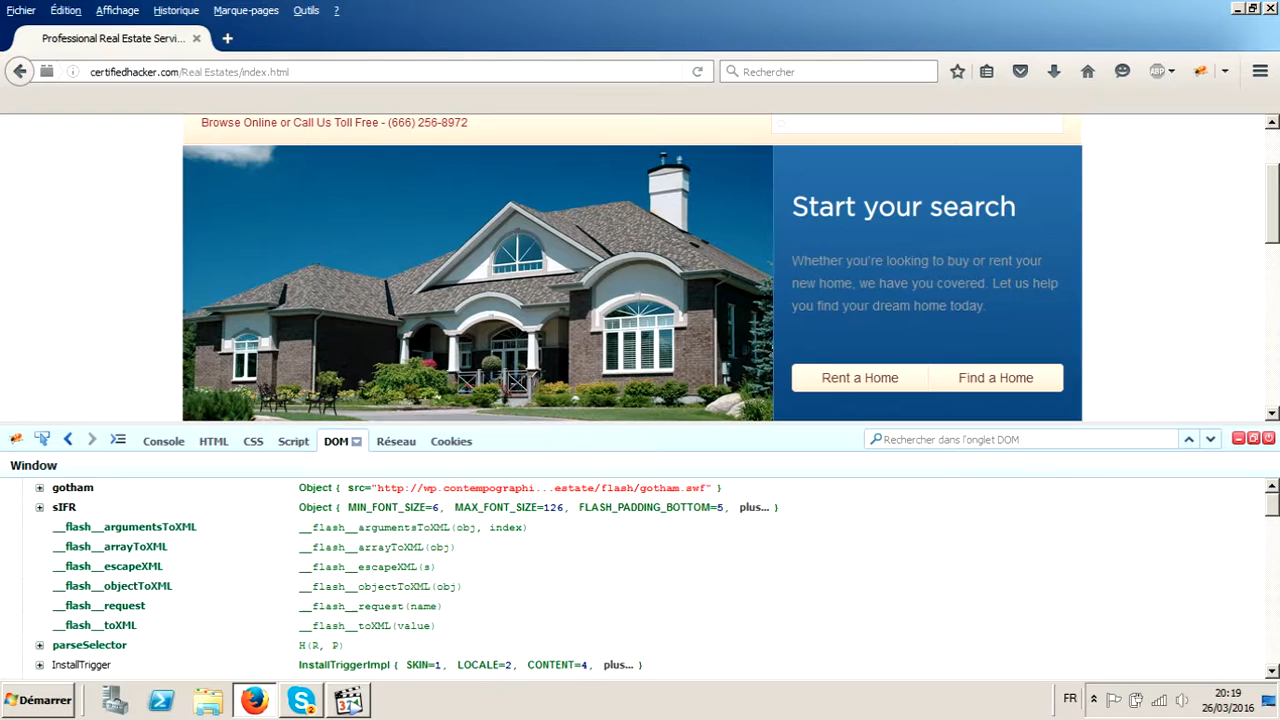 Fichier Édition Affichage Historique Marque-pages Outils ?
Professional Real Estate Servi... × +
certifiedhacker.com/Real Estates/index.html
Rechercher
ABP
Browse Online or Call Us Toll Free - (666) 256-8972
Start your search
Whether you're looking to buy or rent your
new home, we have you covered. Let us help
you find your dream home today.
Rent a Home Find a Home
Console HTML CSS Script DOM Réseau Cookies
Rechercher dans l'onglet DOM
Window
gotham Object { src="http://wp.contempographi...estate/flash/gotham.swf" }
sIFR Object { MIN_FONT_SIZE=6, MAX_FONT_SIZE=126, FLASH_PADDING_BOTTOM=5, plus... }
__flash__argumentsToXML __flash__argumentsToXML(obj, index)
__flash__arrayToXML __flash__arrayToXML(obj)
__flash__escapeXML __flash__escapeXML(s)
__flash__objectToXML __flash__objectToXML(obj)
__flash__request __flash__request(name)
__flash__toXML __flash__toXML(value)
parseSelector H(R, P)
InstallTrigger InstallTriggerImpl { SKIN=1, LOCALE=2, CONTENT=4, plus... }
Démarrer
2
37
FR
20:19
26/03/2016